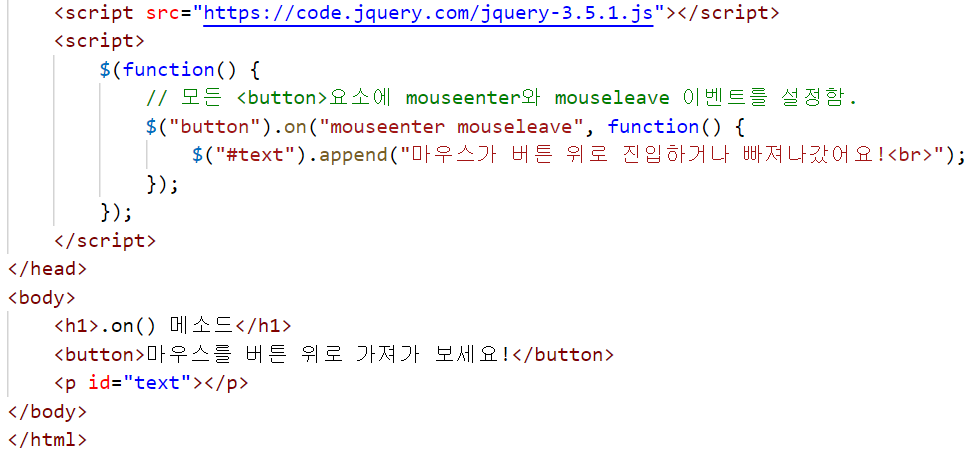 <script src="https://code.jquery.com/jquery-3.5.1.js"></script>
<script>
$(function() {
// 모든 <button>요소에 mouseenter와 mouseleave 이벤트를 설정함.
$("button").on("mouseenter mouseleave", function() {
$("#text").append("마우스가 버튼 위로 진입하거나 빠져나갔어요!<br>");
});
});
</script>
</head>
<body>
<h1>.on() 메소드</h1>
<button>마우스를 버튼 위로 가져가 보세요!</button>
<p id="text"></p>
</body>
</html>